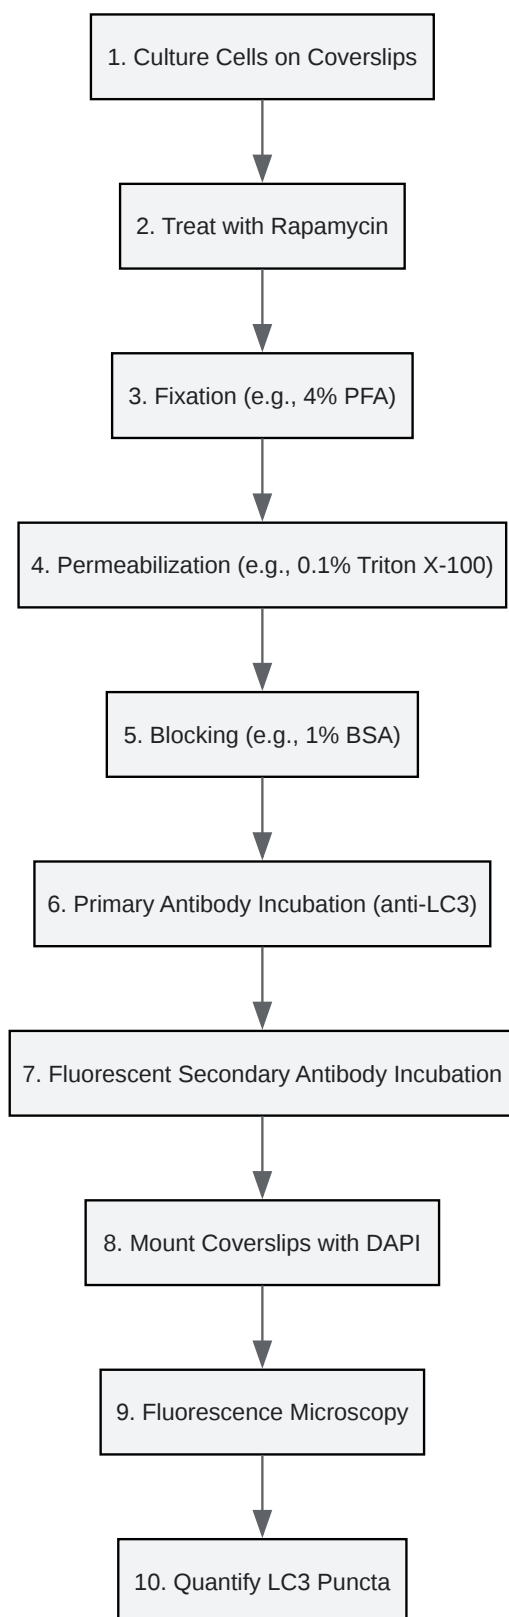 1. Culture Cells on Coverslips
2. Treat with Rapamycin
3. Fixation (e.g., 4% PFA)
4. Permeabilization (e.g., 0.1% Triton X-100)
5. Blocking (e.g., 1% BSA)
6. Primary Antibody Incubation (anti-LC3)
7. Fluorescent Secondary Antibody Incubation
8. Mount Coverslips with DAPI
9. Fluorescence Microscopy
10. Quantify LC3 Puncta